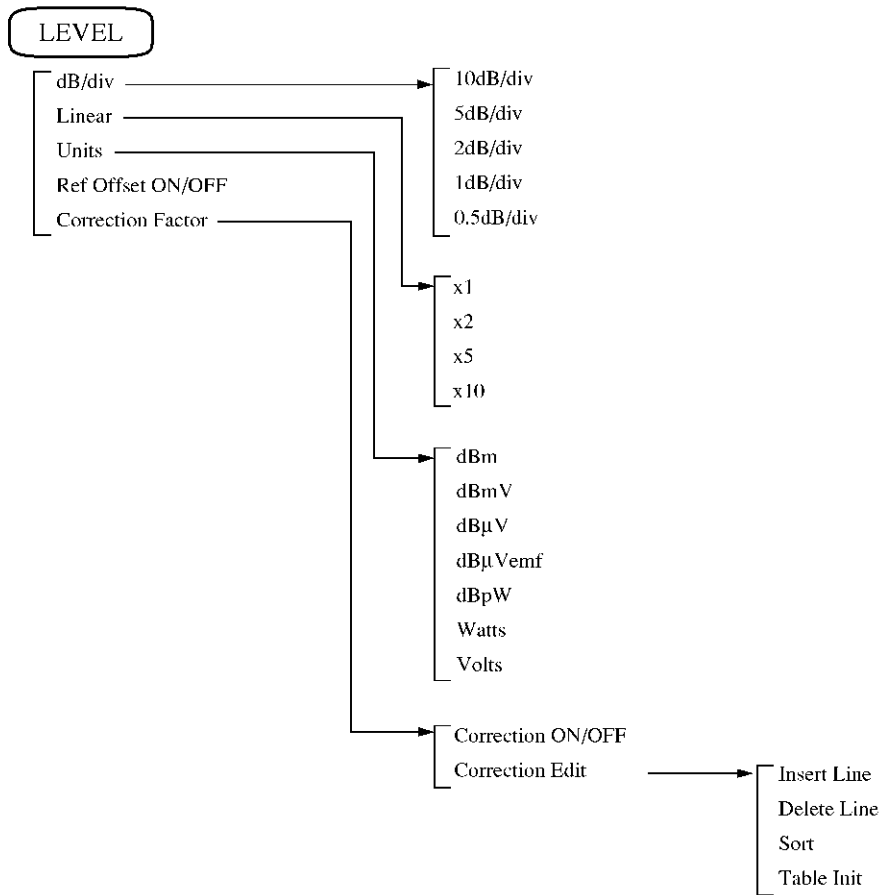 LEVEL
dB/div
Linear
Units
Ref Offset ON/OFF
Correction Factor
10dB/div
5dB/div
2dB/div
1dB/div
0.5dB/div
x1
x2
x5
x10
dBm
dBmV
dBµV
dBµVemf
dBpW
Watts
Volts
Correction ON/OFF
Correction Edit
Insert Line
Delete Line
Sort
Table Init